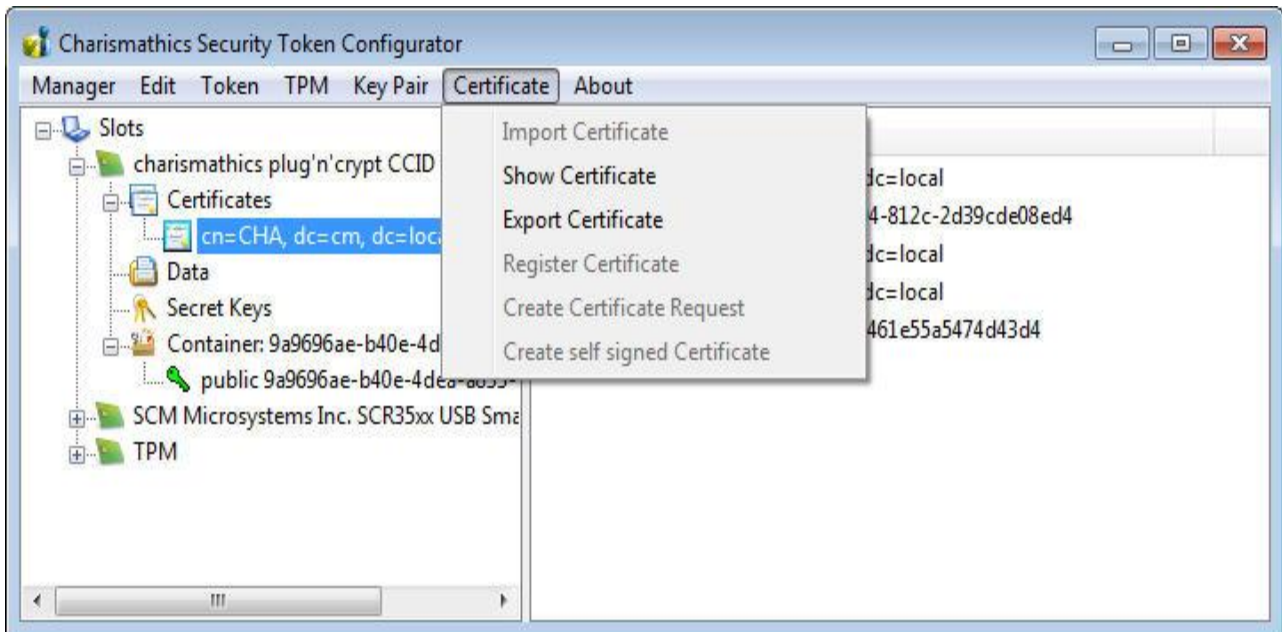 Charismathics Security Token Configurator
Manager Edit Token TPM Key Pair Certificate About
Slots
charismathics plug'n'crypt CCID
Certificates
cn=CHA, dc=cm, dc=loc
Data
Secret Keys
Container: 9a9696ae-b40e-4d
public 9a9696ae-b40e-4dea-a
SCM Microsystems Inc. SCR35xx USB Sma
TPM
Import Certificate
Show Certificate
Export Certificate
Register Certificate
Create Certificate Request
Create self signed Certificate
dc=local
4-812c-2d39cde08ed4
dc=local
dc=local
461e55a5474d43d4